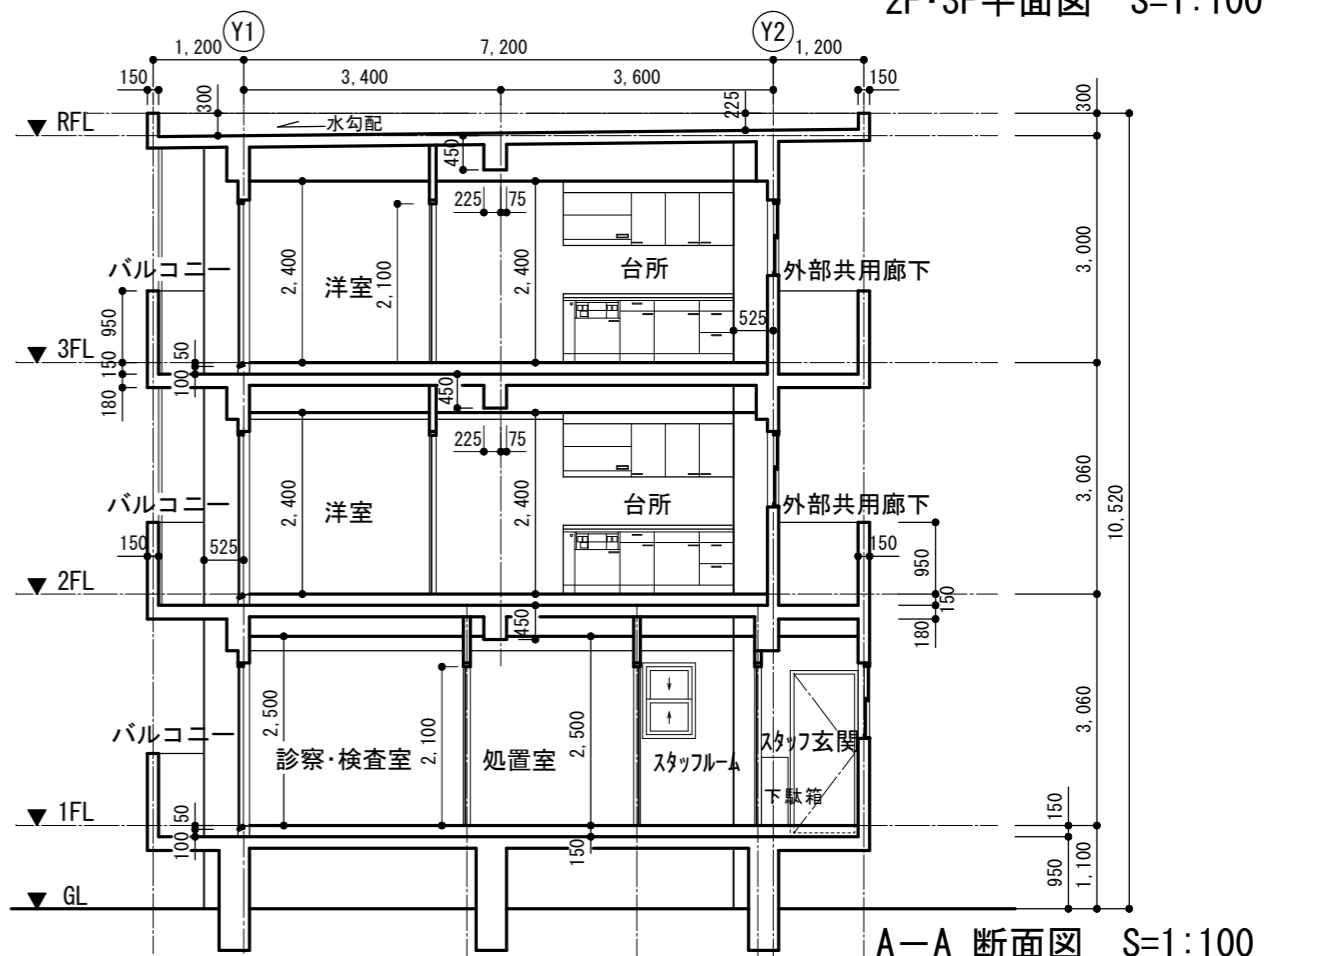 2F・3F平面図 S=1:100
Y1 Y2
1,200 7,200 1,200
150 3,400 3,600 150
300 225 300
RFL 水勾配
450
225 75
2,400 2,100 2,400 3,000
バルコニー 洋室 台所 外部共用廊下
950 525
3FL 150 50
180 100 450
225 75
2,400 2,400 3,060 10,520
バルコニー 洋室 台所 外部共用廊下
150 525 150 950
2FL 150
450 180
2,500 2,100 2,500 3,060
バルコニー 診察・検査室 処置室 スタッフルーム スタッフ玄関
下駄箱
1FL 50 150
100 150 950 1,100
GL
A−A 断面図 S=1:100